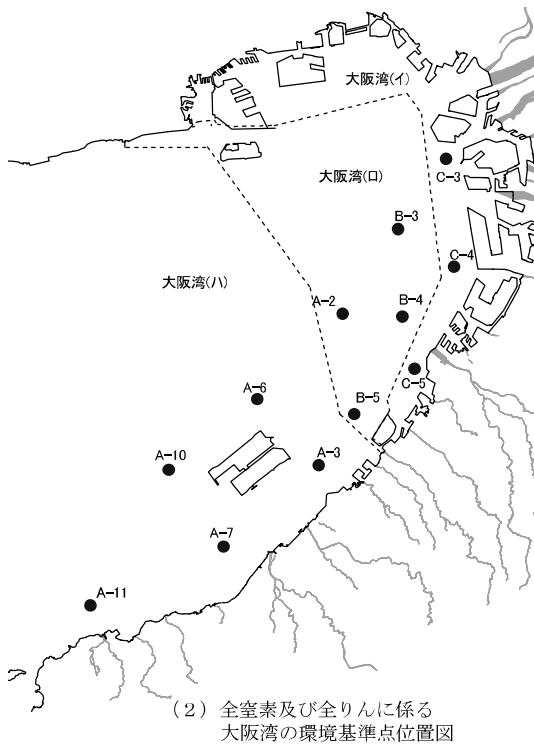 大阪湾(イ)
大阪湾(ロ)
C-3
B-3
C-4
大阪湾(ハ)
A-2
B-4
C-5
A-6
B-5
A-10
A-3
A-7
A-11
(2) 全窒素及び全りんに係る
大阪湾の環境基準点位置図